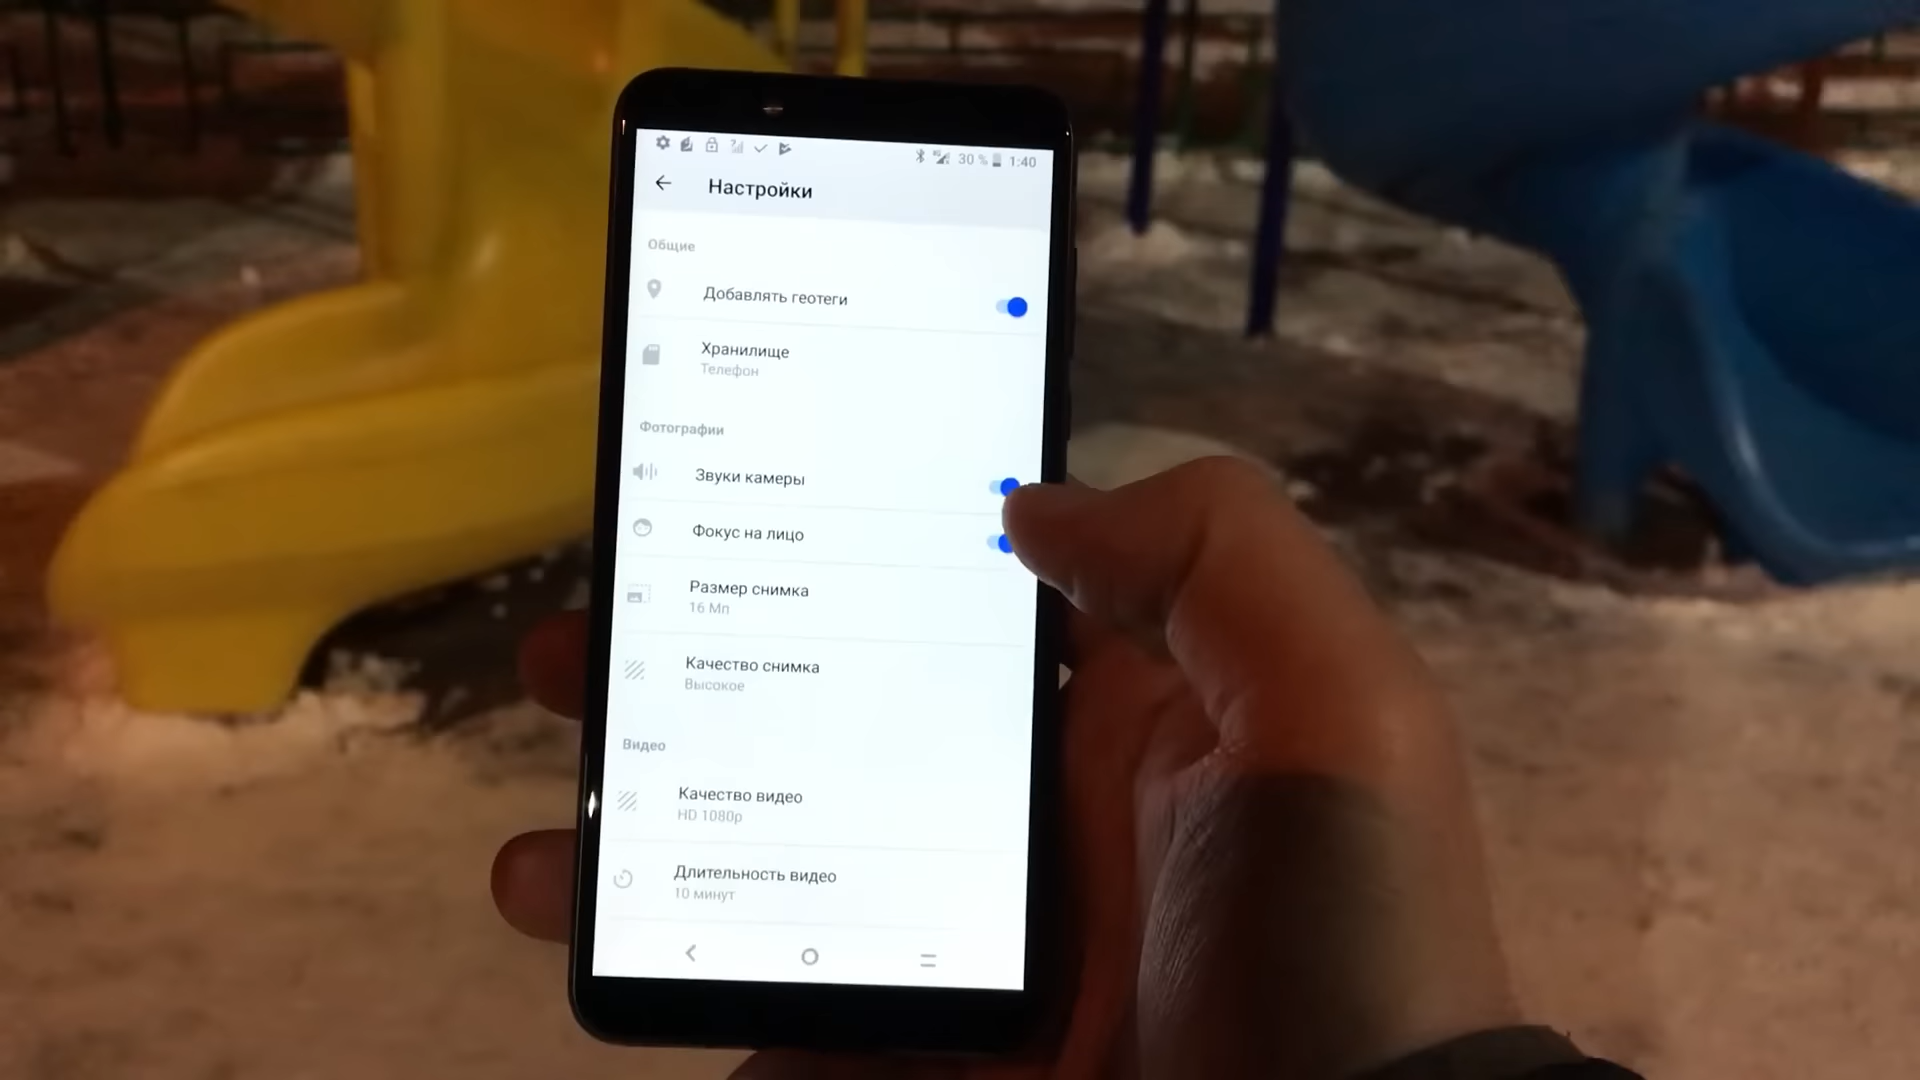 30 % 1:40
Настройки
Общие
Добавлять геотеги
Хранилище
Телефон
Фотографии
Звуки камеры
Фокус на лицо
Размер снимка
16 Мп
Качество снимка
Высокое
Видео
Качество видео
HD 1080p
Длительность видео
10 минут